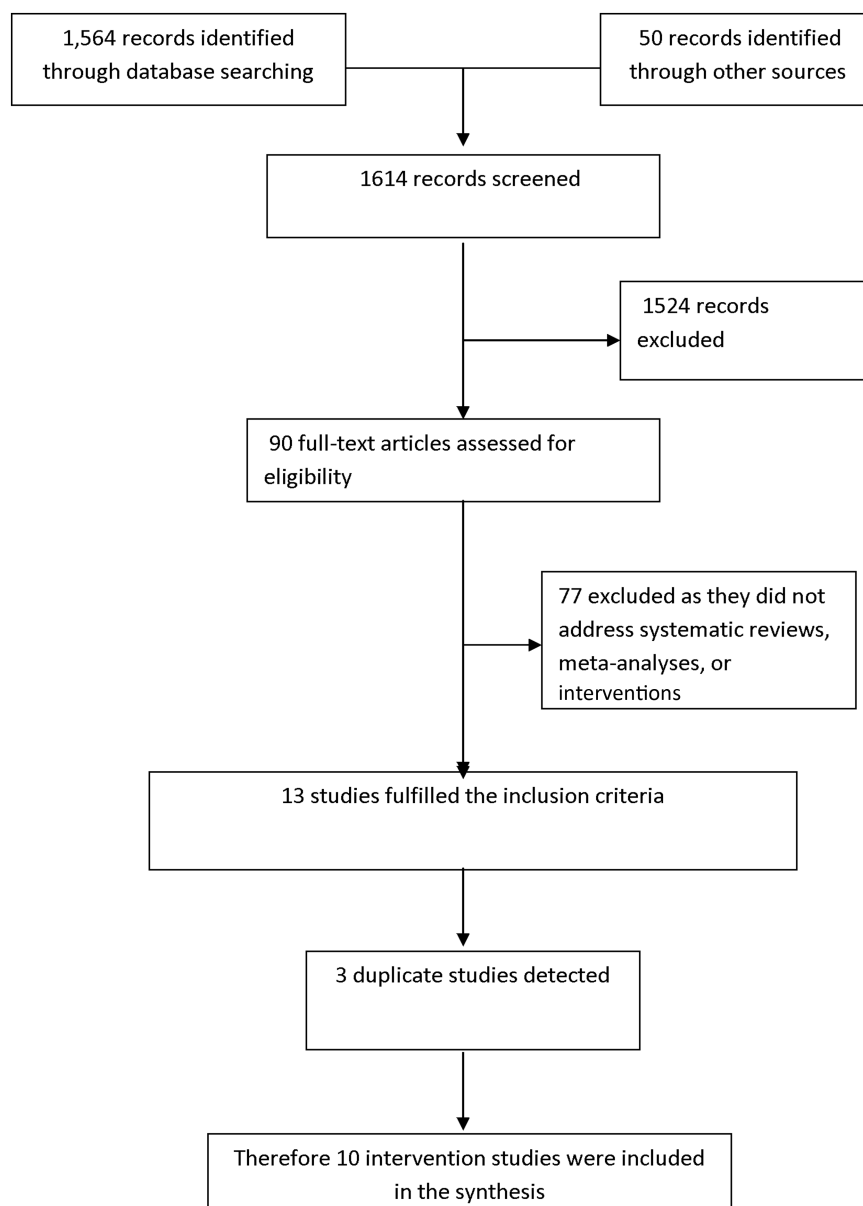 1,564 records identified
through database searching
50 records identified
through other sources
1614 records screened
1524 records
excluded
90 full-text articles assessed for
eligibility
77 excluded as they did not
address systematic reviews,
meta-analyses, or
interventions
13 studies fulfilled the inclusion criteria
3 duplicate studies detected
Therefore 10 intervention studies were included
in the synthesis